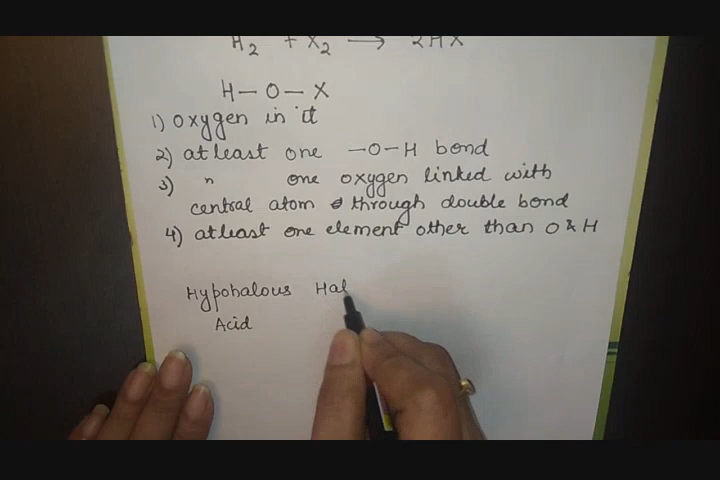 H2 + X2 → 2HX
H-O-X
1) Oxygen in it
2) atleast one -O-H bond
3) " one oxygen linked with
central atom through double bond
4) atleast one element other than O & H
Hypohalous Hal
Acid